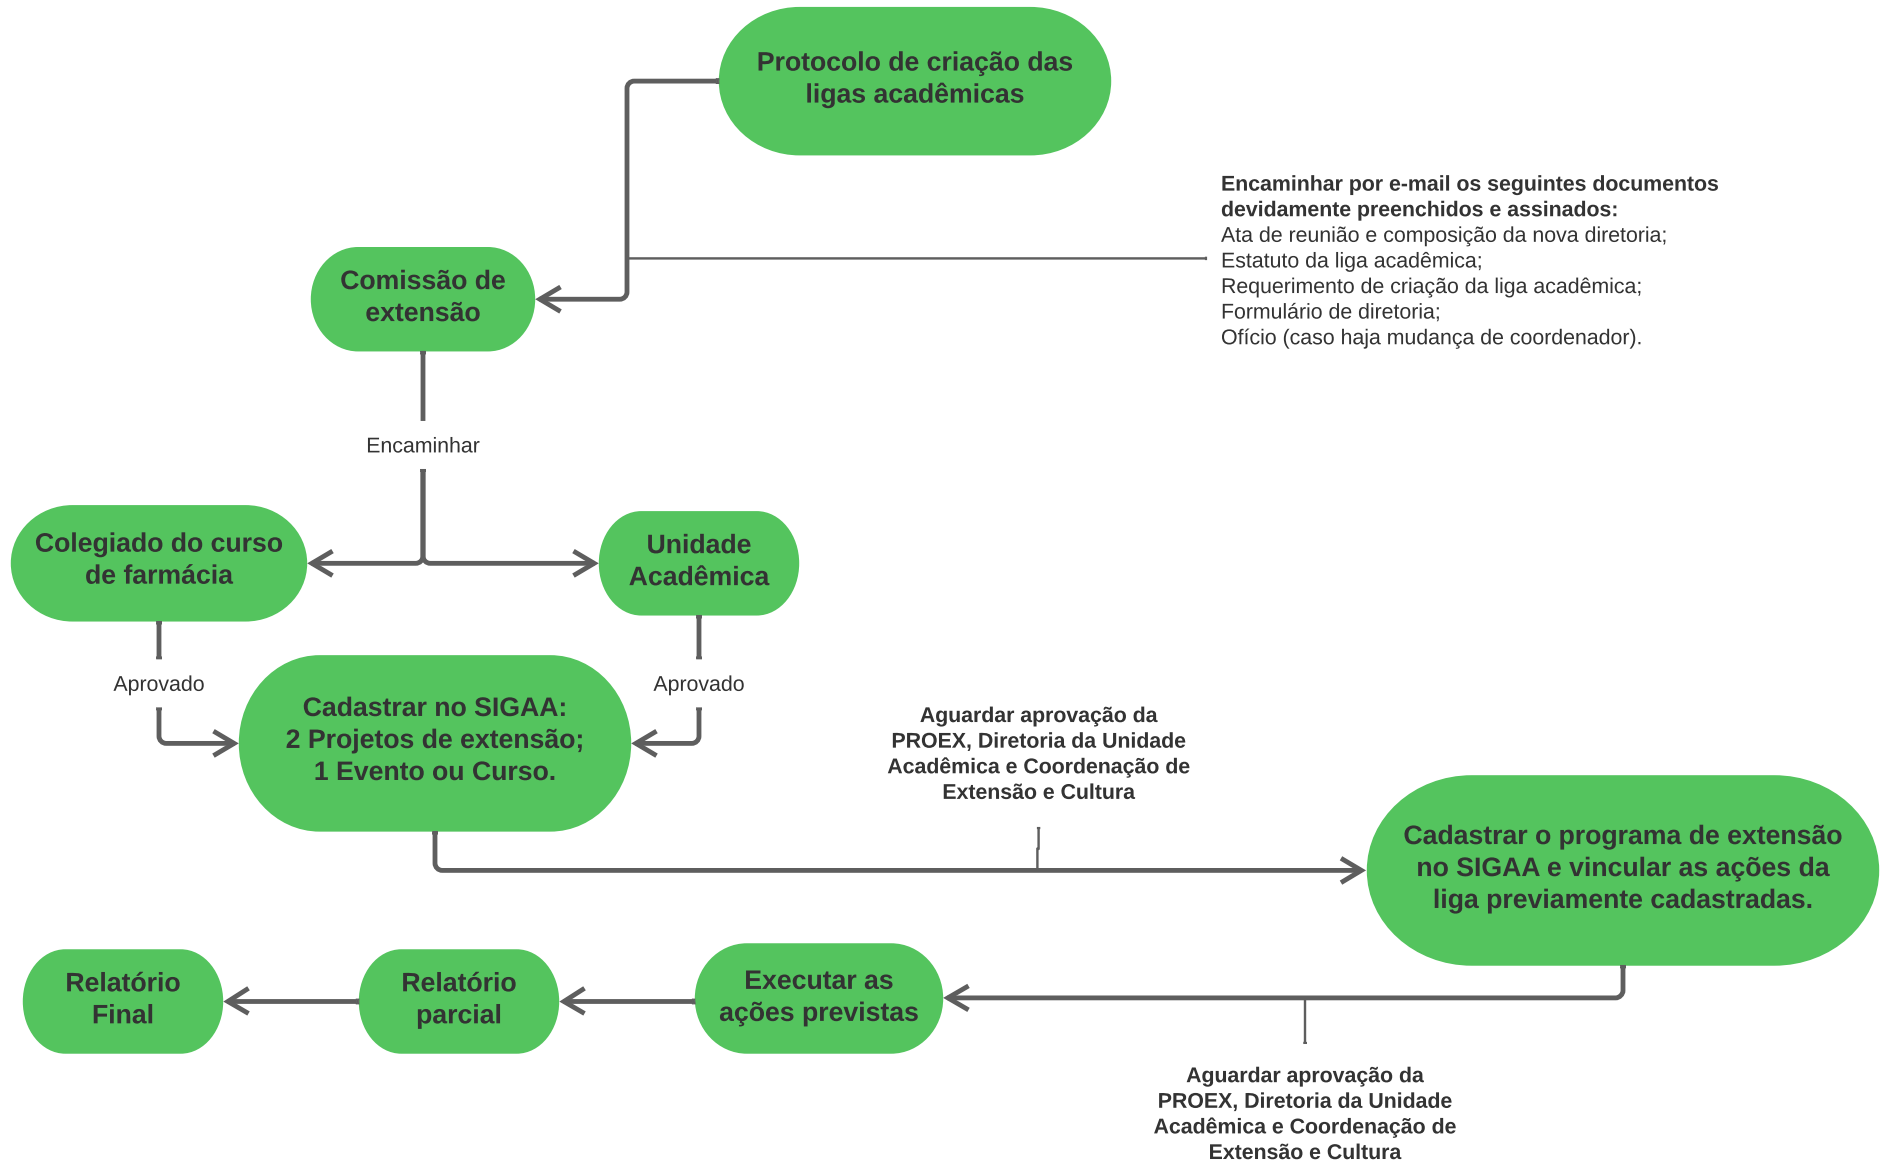 Protocolo de criação das
ligas acadêmicas
Encaminhar por e-mail os seguintes documentos
devidamente preenchidos e assinados:
Ata de reunião e composição da nova diretoria;
Estatuto da liga acadêmica;
Requerimento de criação da liga acadêmica;
Formulário de diretoria;
Ofício (caso haja mudança de coordenador).
Comissão de
extensão
Encaminhar
Colegiado do curso
de farmácia
Unidade
Acadêmica
Aprovado
Aprovado
Cadastrar no SIGAA:
2 Projetos de extensão;
1 Evento ou Curso.
Aguardar aprovação da
PROEX, Diretoria da Unidade
Acadêmica e Coordenação de
Extensão e Cultura
Cadastrar o programa de extensão
no SIGAA e vincular as ações da
liga previamente cadastradas.
Aguardar aprovação da
PROEX, Diretoria da Unidade
Acadêmica e Coordenação de
Extensão e Cultura
Executar as
ações previstas
Relatório
parcial
Relatório
Final